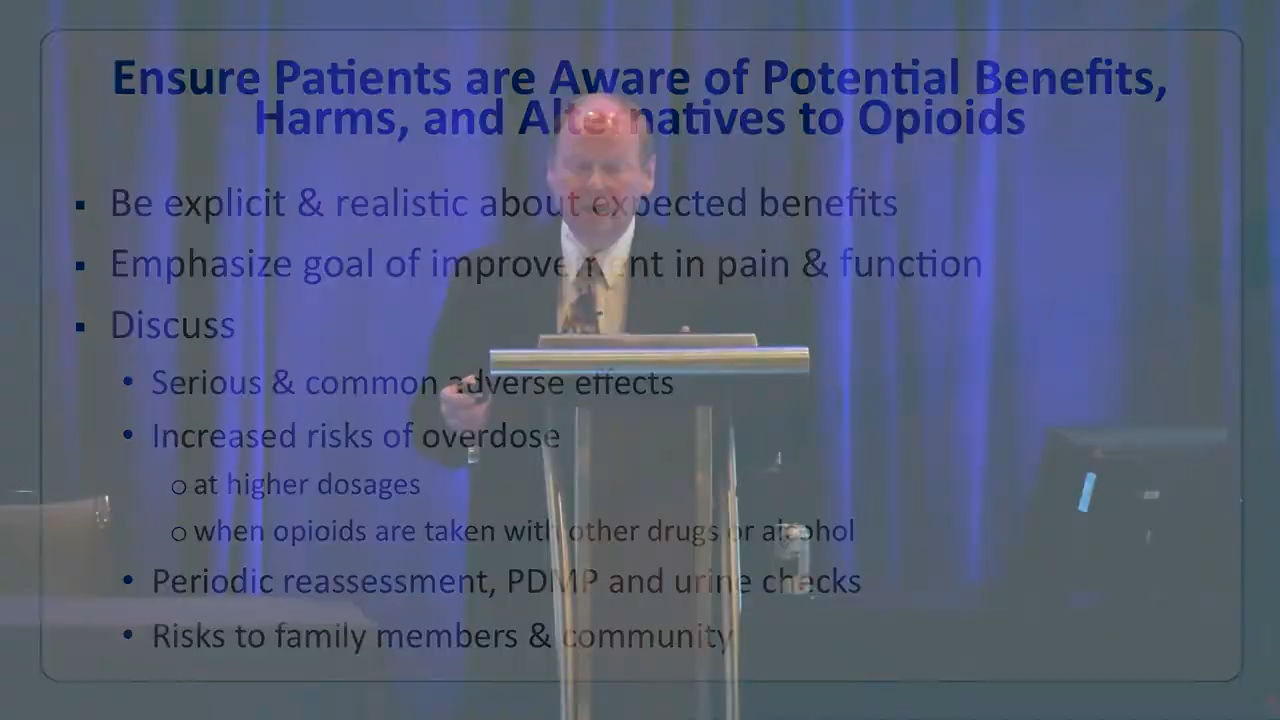 Ensure Patients are Aware of Potential Benefits,
Harms, and Alternatives to Opioids
▪ Be explicit & realistic about expected benefits
▪ Emphasize goal of improvement in pain & function
▪ Discuss
• Serious & common adverse effects
• Increased risks of overdose
○ at higher dosages
○ when opioids are taken with other drugs or alcohol
• Periodic reassessment, PDMP and urine checks
• Risks to family members & community